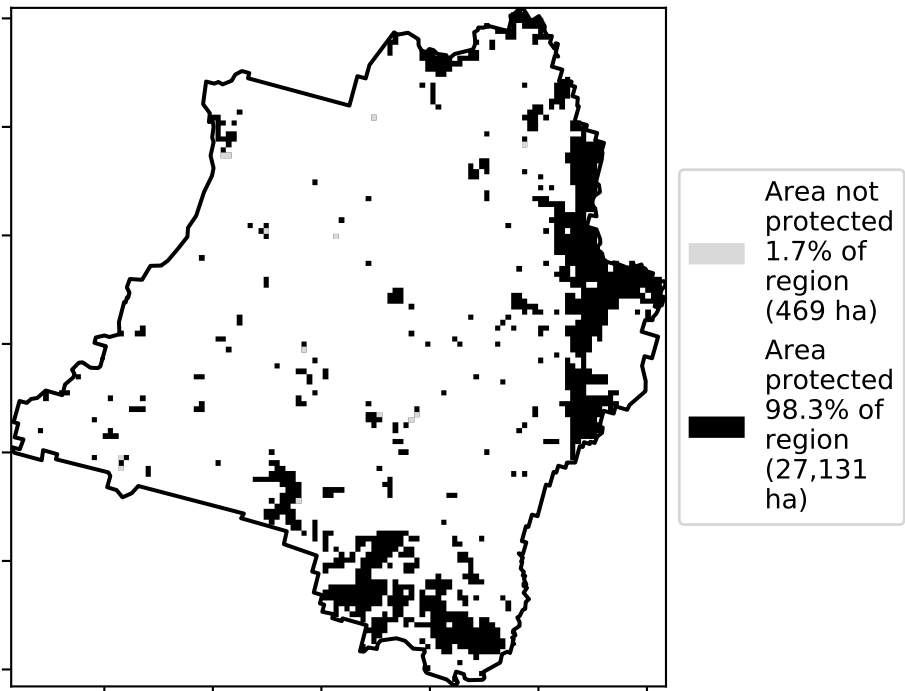 Area not
protected
1.7% of
region
(469 ha)
Area
protected
98.3% of
region
(27,131
ha)